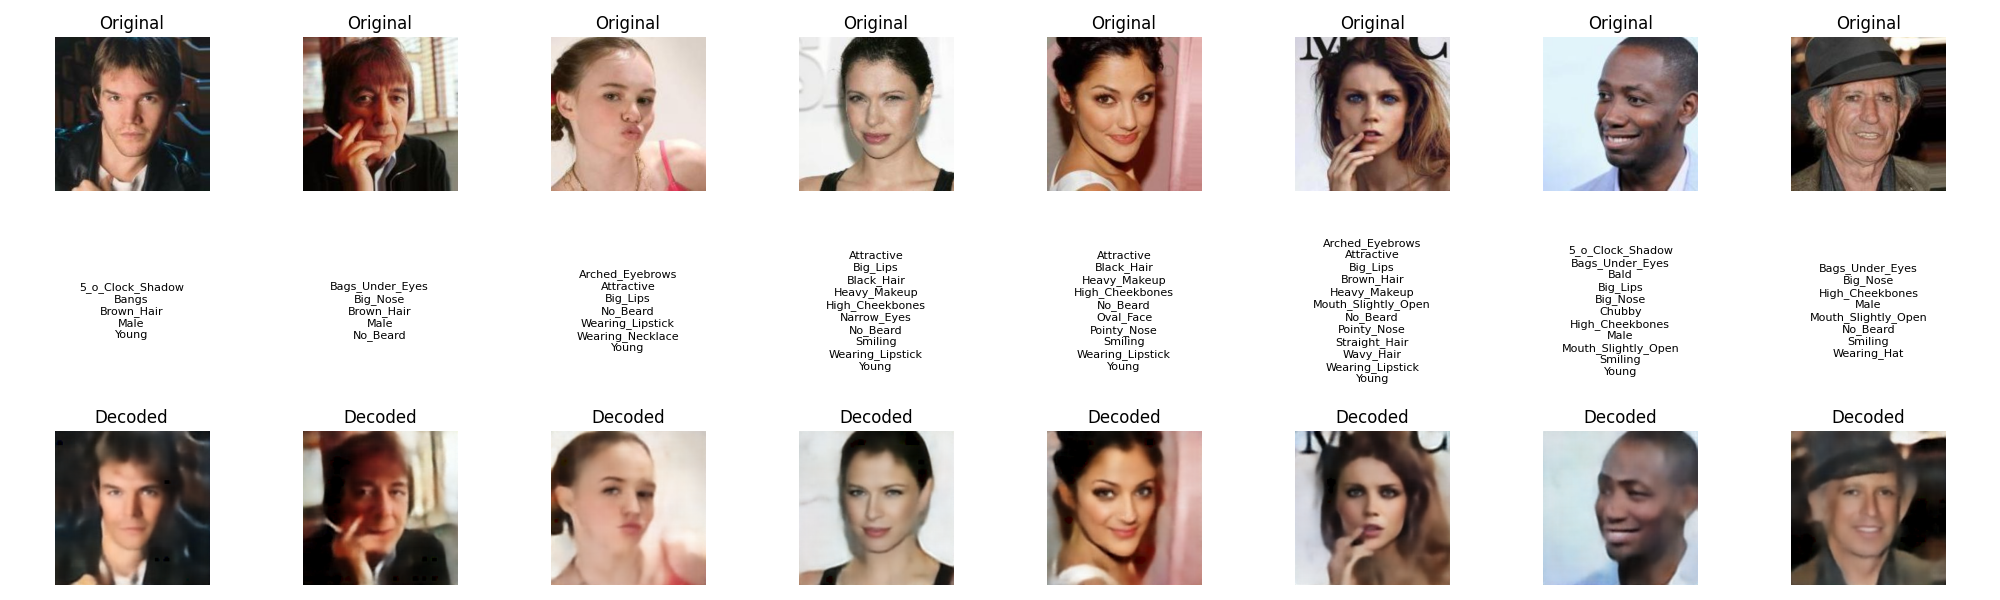 Original
Original
Original
Original
Original
Original
Original
Original
5_o_Clock_Shadow
Bangs
Brown_Hair
Male
Young
Bags_Under_Eyes
Big_Nose
Brown_Hair
Male
No_Beard
Arched_Eyebrows
Attractive
Big_Lips
No_Beard
Wearing_Lipstick
Wearing_Necklace
Young
Attractive
Big_Lips
Black_Hair
Heavy_Makeup
High_Cheekbones
Narrow_Eyes
No_Beard
Smiling
Wearing_Lipstick
Young
Attractive
Black_Hair
Heavy_Makeup
High_Cheekbones
No_Beard
Oval_Face
Pointy_Nose
Smiling
Wearing_Lipstick
Young
Arched_Eyebrows
Attractive
Big_Lips
Brown_Hair
Heavy_Makeup
Mouth_Slightly_Open
No_Beard
Pointy_Nose
Straight_Hair
Wavy_Hair
Wearing_Lipstick
Young
5_o_Clock_Shadow
Bags_Under_Eyes
Bald
Big_Lips
Big_Nose
Chubby
High_Cheekbones
Male
Mouth_Slightly_Open
Smiling
Young
Bags_Under_Eyes
Big_Nose
High_Cheekbones
Male
Mouth_Slightly_Open
No_Beard
Smiling
Wearing_Hat
Decoded
Decoded
Decoded
Decoded
Decoded
Decoded
Decoded
Decoded